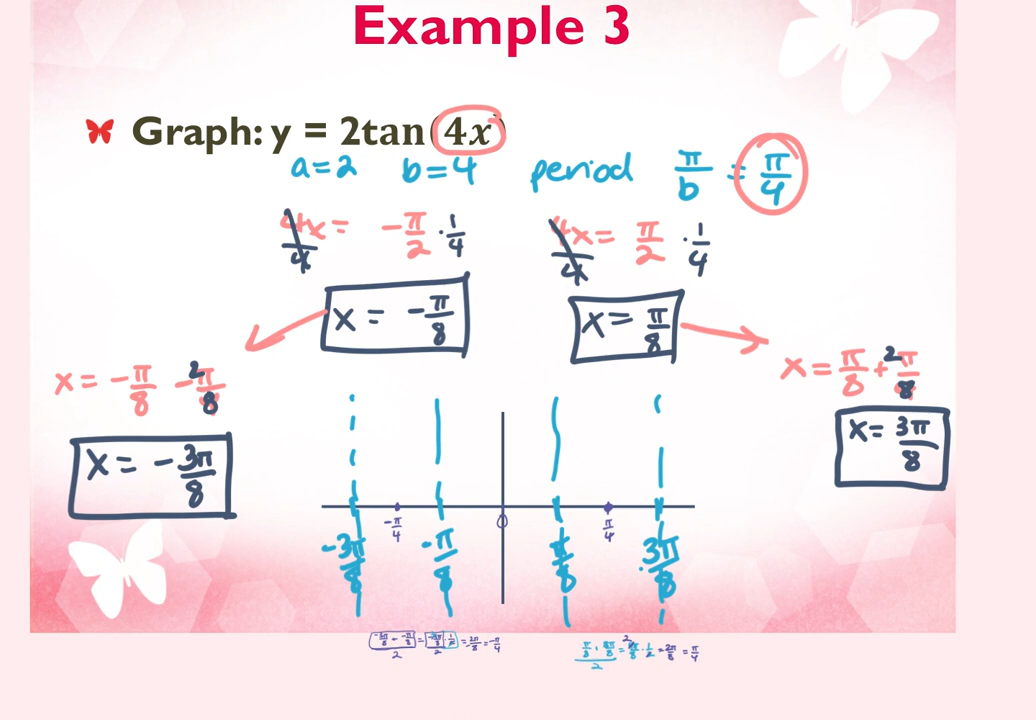 Example 3
Graph: y = 2tan(4x)
a=2 b=4 period π/b = π/4
4x/4 = -π/2 · 1/4 4x/4 = π/2 · 1/4
x = -π/8 x = π/8
x = -π/8 - 2π/8 x = π/8 + 2π/8
x = -3π/8 x = 3π/8
-π/4 0 π/4
-3π/8 -π/8 π/8 3π/8